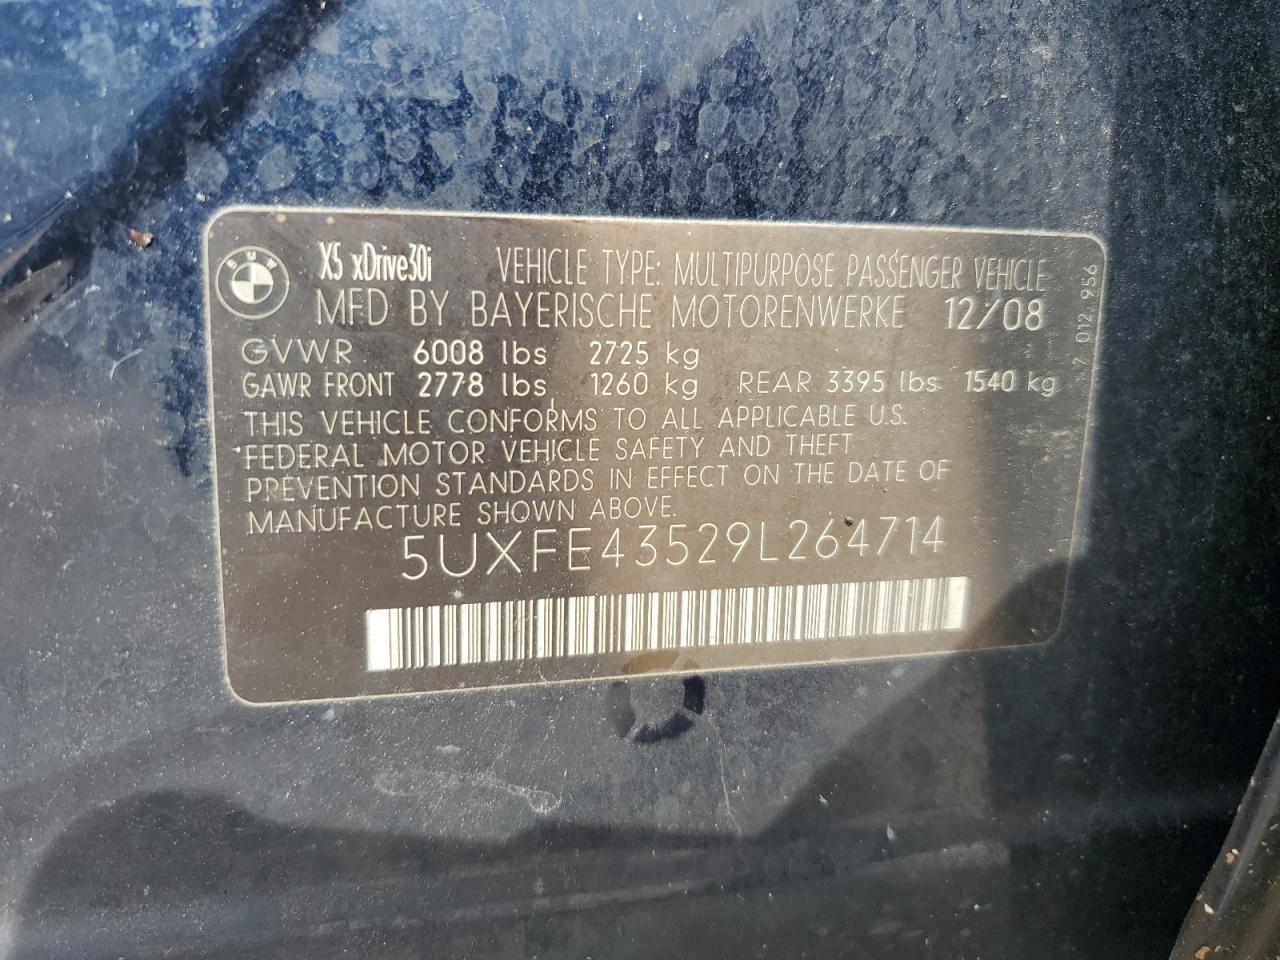 BMW
X5 xDrive30i VEHICLE TYPE: MULTIPURPOSE PASSENGER VEHICLE
MFD BY BAYERISCHE MOTORENWERKE 12/08
GVWR 6008 lbs 2725 kg
GAWR FRONT 2778 lbs, 1260 kg REAR 3395 lbs 1540 kg
THIS VEHICLE CONFORMS TO ALL APPLICABLE U.S.
FEDERAL MOTOR VEHICLE SAFETY AND THEFT
PREVENTION STANDARDS IN EFFECT ON THE DATE OF
MANUFACTURE SHOWN ABOVE.
5UXFE43529L264714
7 012 956